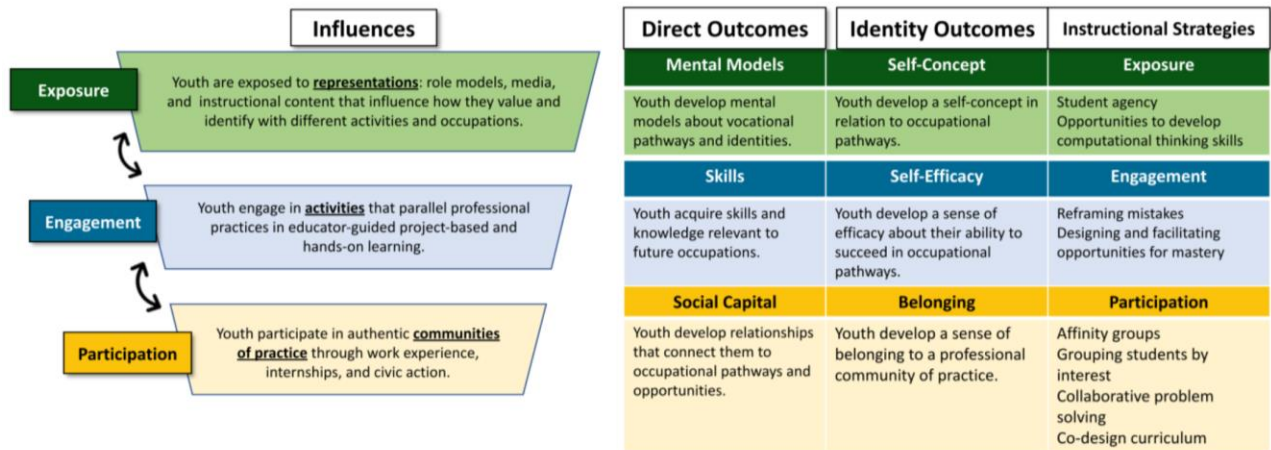 Influences
Exposure
Youth are exposed to representations: role models, media,
and instructional content that influence how they value and
identify with different activities and occupations.
Engagement
Youth engage in activities that parallel professional
practices in educator-guided project-based and
hands-on learning.
Participation
Youth participate in authentic communities
of practice through work experience,
internships, and civic action.
Direct Outcomes
Identity Outcomes
Instructional Strategies
Mental Models
Self-Concept
Exposure
Youth develop mental
models about vocational
pathways and identities.
Youth develop a self-concept in
relation to occupational
pathways.
Student agency
Opportunities to develop
computational thinking skills
Skills
Self-Efficacy
Engagement
Youth acquire skills and
knowledge relevant to
future occupations.
Youth develop a sense of
efficacy about their ability to
succeed in occupational
pathways.
Reframing mistakes
Designing and facilitating
opportunities for mastery
Social Capital
Belonging
Participation
Youth develop relationships
that connect them to
occupational pathways and
opportunities.
Youth develop a sense of
belonging to a professional
community of practice.
Affinity groups
Grouping students by
interest
Collaborative problem
solving
Co-design curriculum